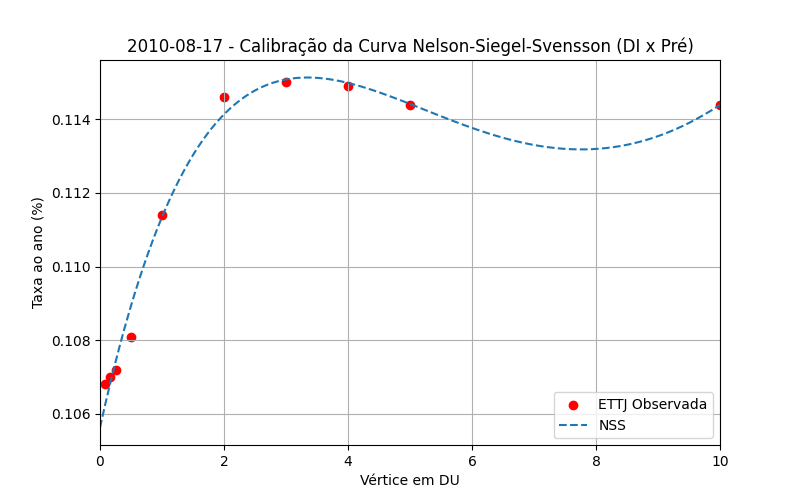 2010-08-17 - Calibração da Curva Nelson-Siegel-Svensson (DI x Pré)
Taxa ao ano (%)
0.114
0.112
0.110
0.108
0.106
0 2 4 6 8 10
Vértice em DU
ETTJ Observada
NSS